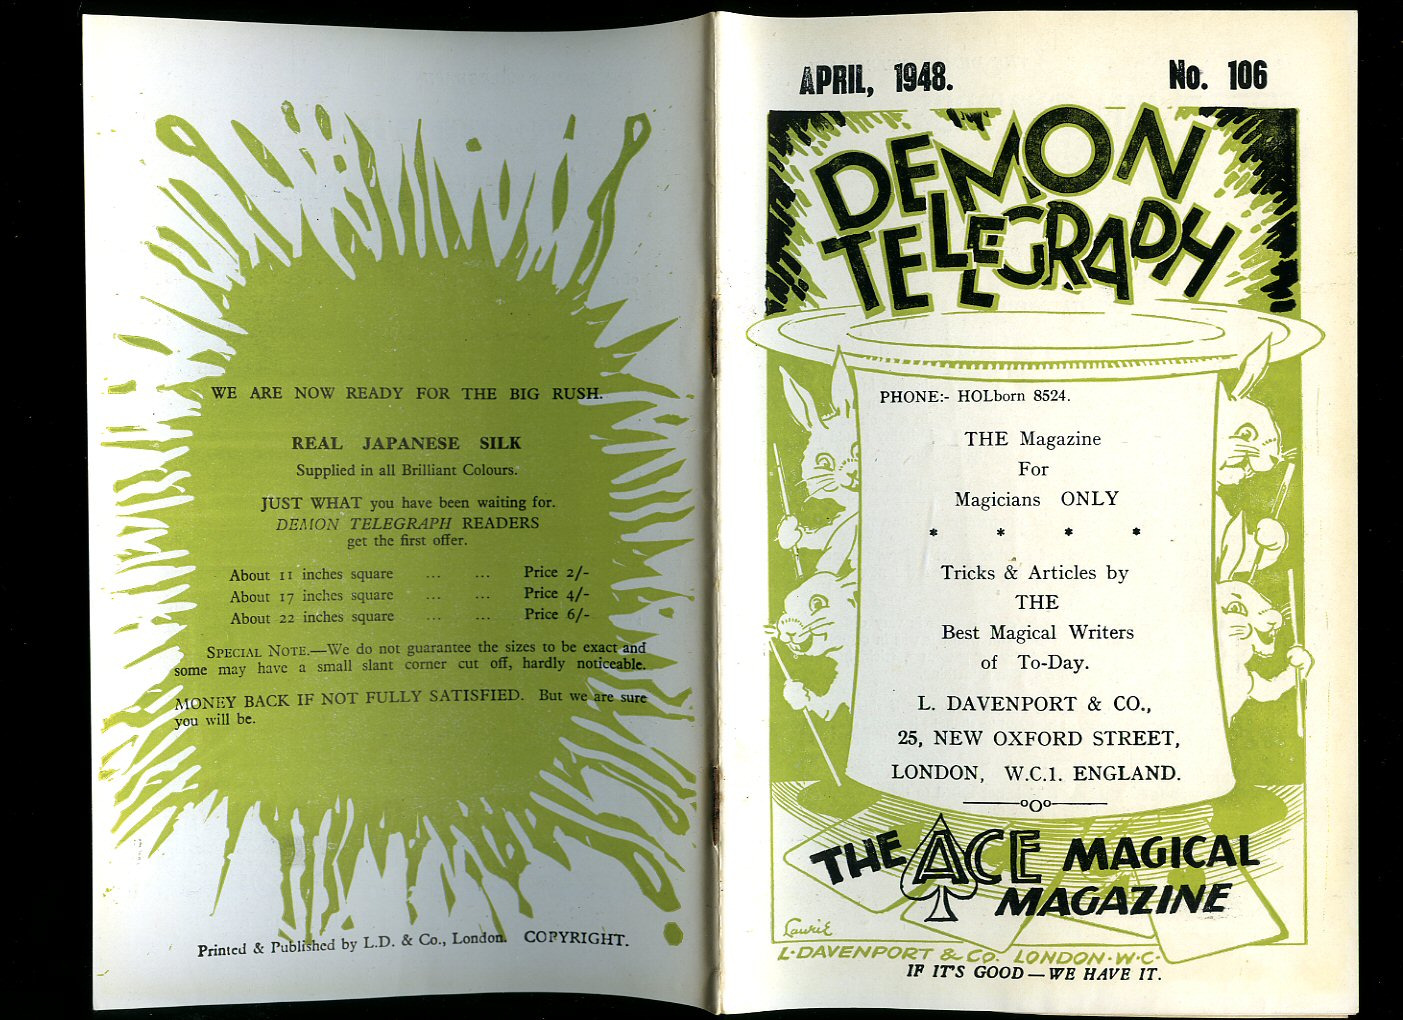 WE ARE NOW READY FOR THE BIG RUSH.
REAL JAPANESE SILK
Supplied in all Brilliant Colours.
JUST WHAT you have been waiting for.
DEMON TELEGRAPH READERS
get the first offer.
About 11 inches square ... ... Price 2/-
About 17 inches square ... ... Price 4/-
About 22 inches square ... ... Price 6/-
SPECIAL NOTE.—We do not guarantee the sizes to be exact and
some may have a small slant corner cut off, hardly noticeable.
MONEY BACK IF NOT FULLY SATISFIED. But we are sure
you will be.
Printed & Published by L.D. & Co., London. COPYRIGHT.
APRIL, 1948. No. 106
DEMON
TELEGRAPH
PHONE:- HOLborn 8524.
THE Magazine
For
Magicians ONLY
* * * *
Tricks & Articles by
THE
Best Magical Writers
of To-Day.
L. DAVENPORT & CO.,
25, NEW OXFORD STREET,
LONDON, W.C.1. ENGLAND.
THE ACE MAGICAL
MAGAZINE
Laurie
L·DAVENPORT & Co. LONDON·W·C·
IF IT'S GOOD—WE HAVE IT.